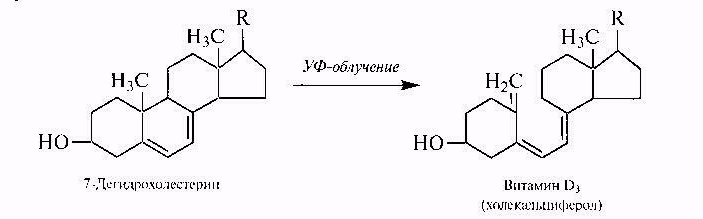 R
H₃C
H₃C
HO
7-Дегидрохолестерин
УФ-облучение
R
H₃C
H₂C
HO
Витамин D₃
(холекальциферол)